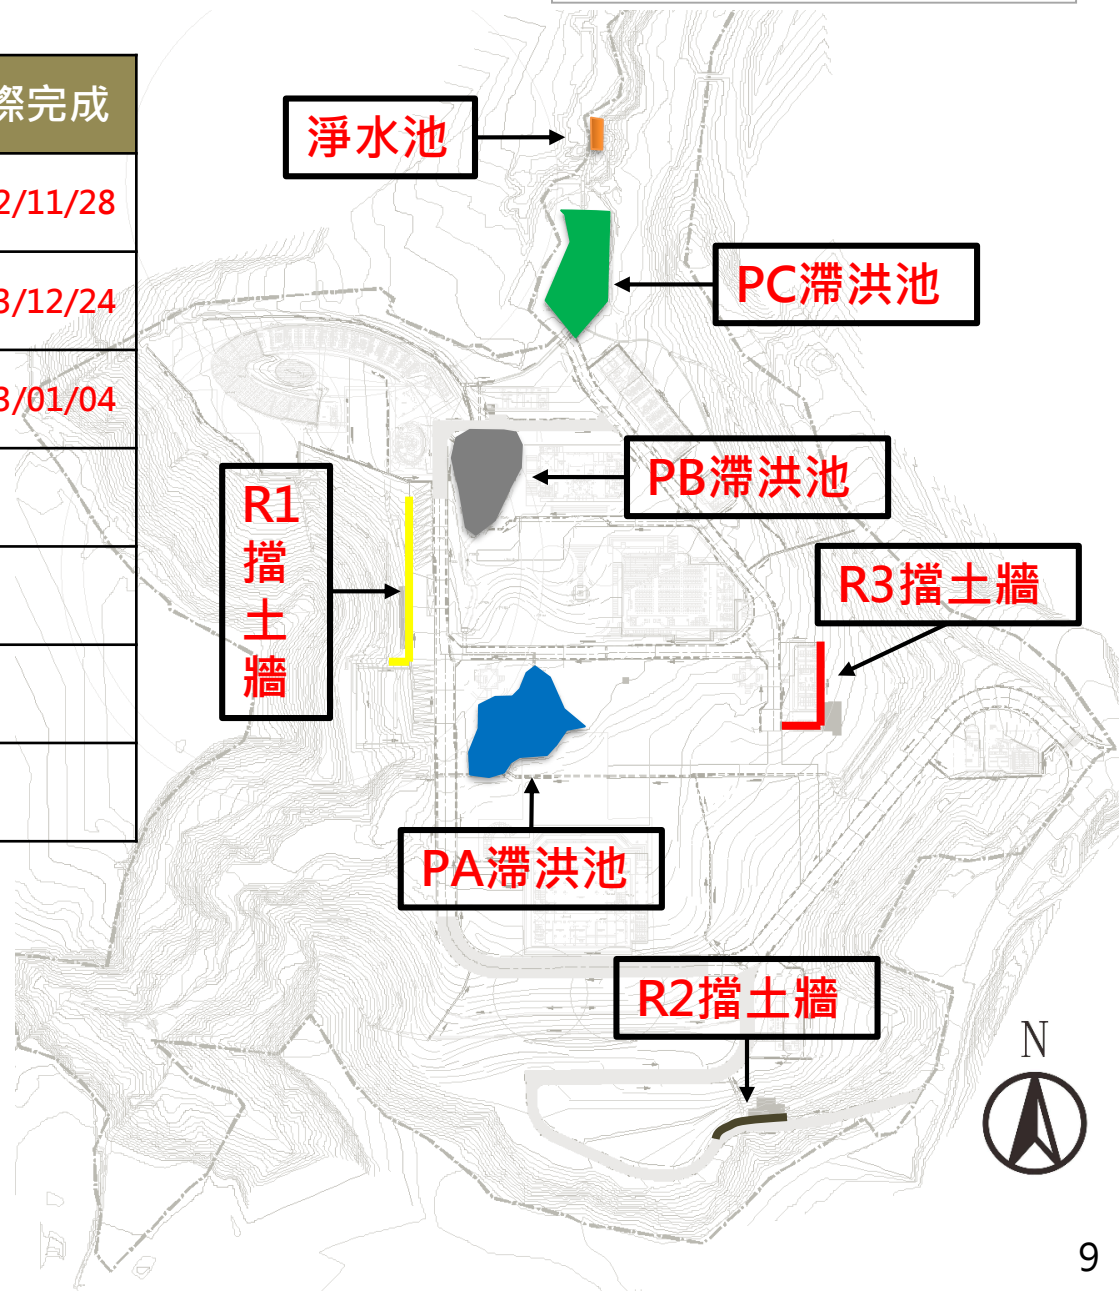 際完成
2/11/28
3/12/24
3/01/04
淨水池
PC滯洪池
PB滯洪池
R1
擋
土
牆
R3擋土牆
PA滯洪池
R2擋土牆
N
9